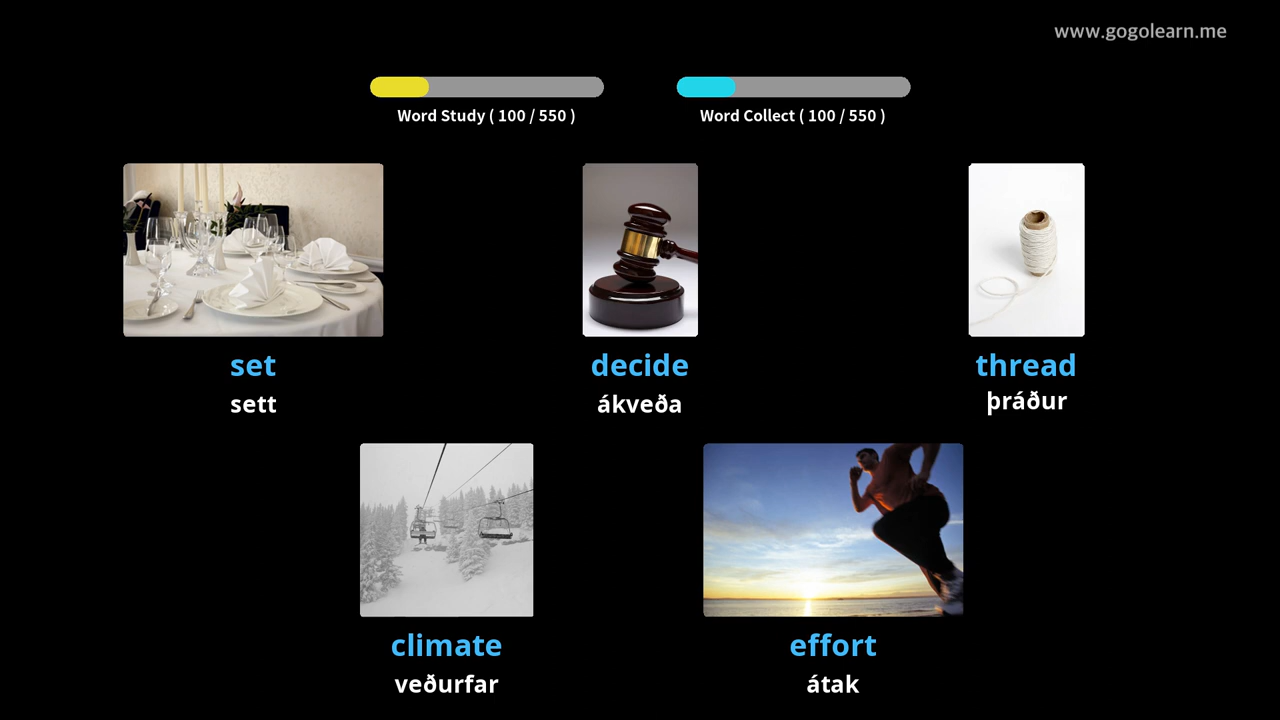 www.gogolearn.me
Word Study ( 100 / 550 )
Word Collect ( 100 / 550 )
set
sett
decide
ákveða
thread
þráður
climate
veðurfar
effort
átak